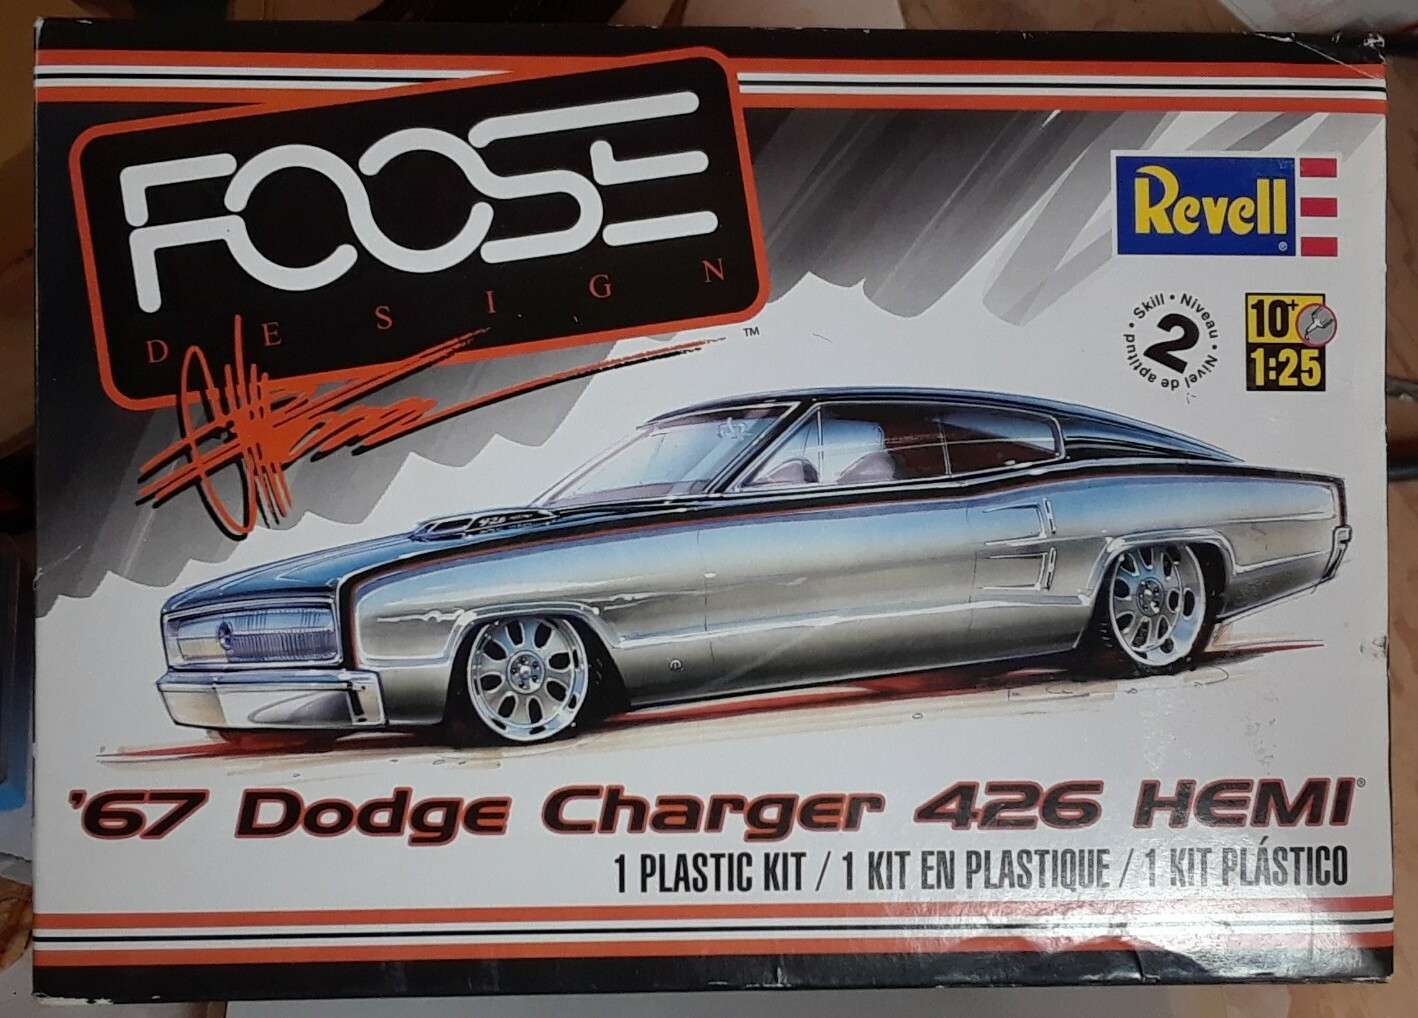 FOOSE
DESIGN
™
Revell
®
Skill • Niveau • Nivel de aptitud •
2
10+
1:25
426
'67 Dodge Charger 426 HEMI®
1 PLASTIC KIT / 1 KIT EN PLASTIQUE / 1 KIT PLÁSTICO